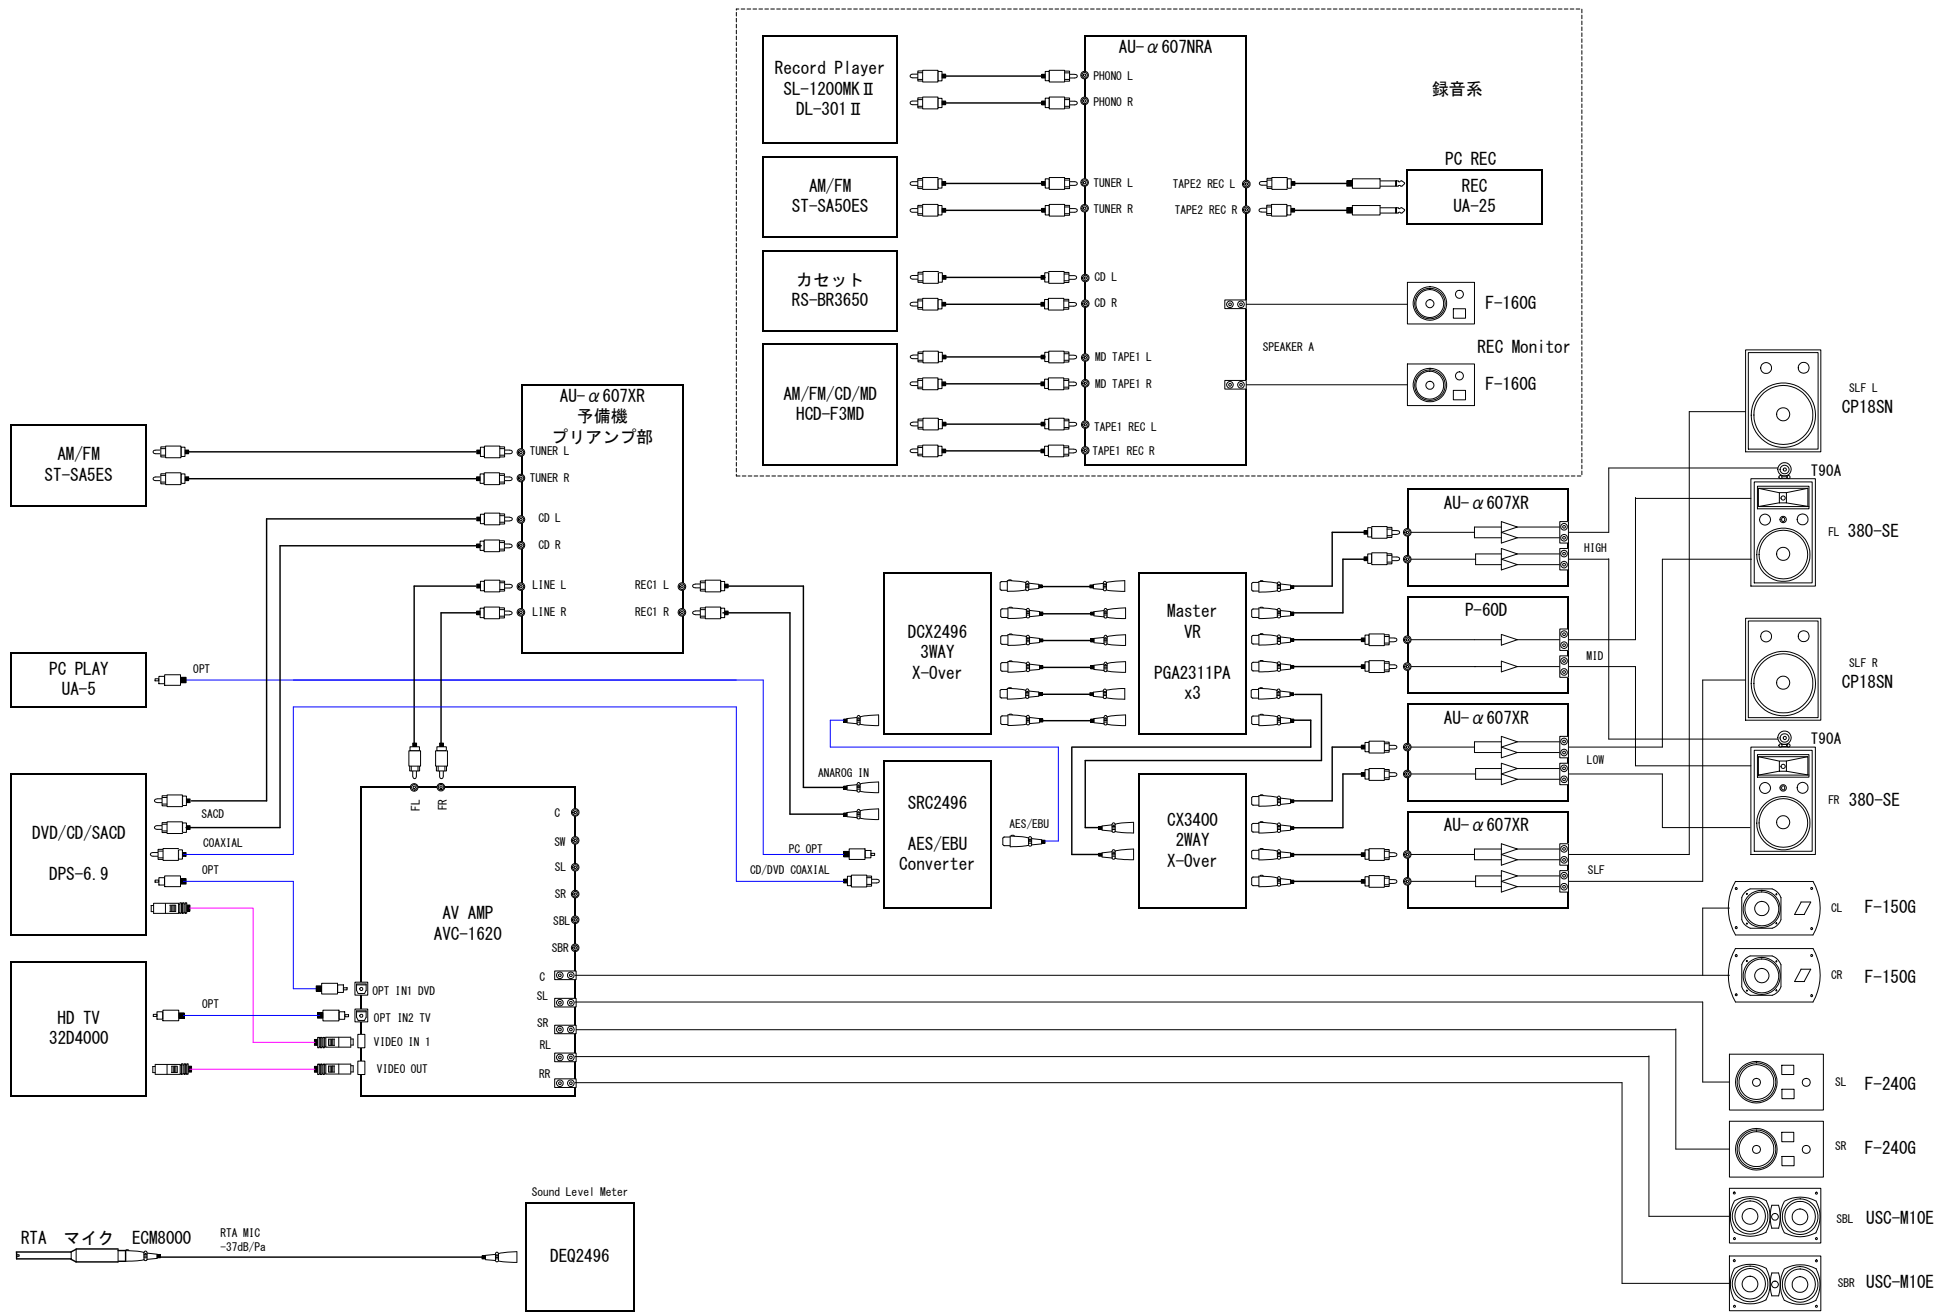 Record Player
SL-1200MKⅡ
DL-301Ⅱ
AM/FM
ST-SA50ES
カセット
RS-BR3650
AM/FM/CD/MD
HCD-F3MD
AU-α607NRA
PHONO L
PHONO R
TUNER L
TUNER R
CD L
CD R
MD TAPE1 L
MD TAPE1 R
TAPE1 REC L
TAPE1 REC R
TAPE2 REC L
TAPE2 REC R
SPEAKER A
録音系
PC REC
REC
UA-25
F-160G
REC Monitor
F-160G
AM/FM
ST-SA5ES
PC PLAY
UA-5
OPT
DVD/CD/SACD
DPS-6.9
SACD
COAXIAL
OPT
HD TV
32D4000
OPT
AU-α607XR
予備機
プリアンプ部
TUNER L
TUNER R
CD L
CD R
LINE L
LINE R
REC1 L
REC1 R
FL
FR
AV AMP
AVC-1620
C
SW
SL
SR
SBL
SBR
C
SL
SR
RL
RR
OPT IN1 DVD
OPT IN2 TV
VIDEO IN 1
VIDEO OUT
ANAROG IN
PC OPT
CD/DVD COAXIAL
DCX2496
3WAY
X-Over
SRC2496
AES/EBU
Converter
AES/EBU
Master
VR
PGA2311PA
x3
CX3400
2WAY
X-Over
AU-α607XR
HIGH
P-60D
MID
AU-α607XR
LOW
AU-α607XR
SLF
SLF L
CP18SN
T90A
FL 380-SE
SLF R
CP18SN
T90A
FR 380-SE
CL F-150G
CR F-150G
SL F-240G
SR F-240G
SBL USC-M10E
SBR USC-M10E
RTA マイク ECM8000
RTA MIC
-37dB/Pa
Sound Level Meter
DEQ2496